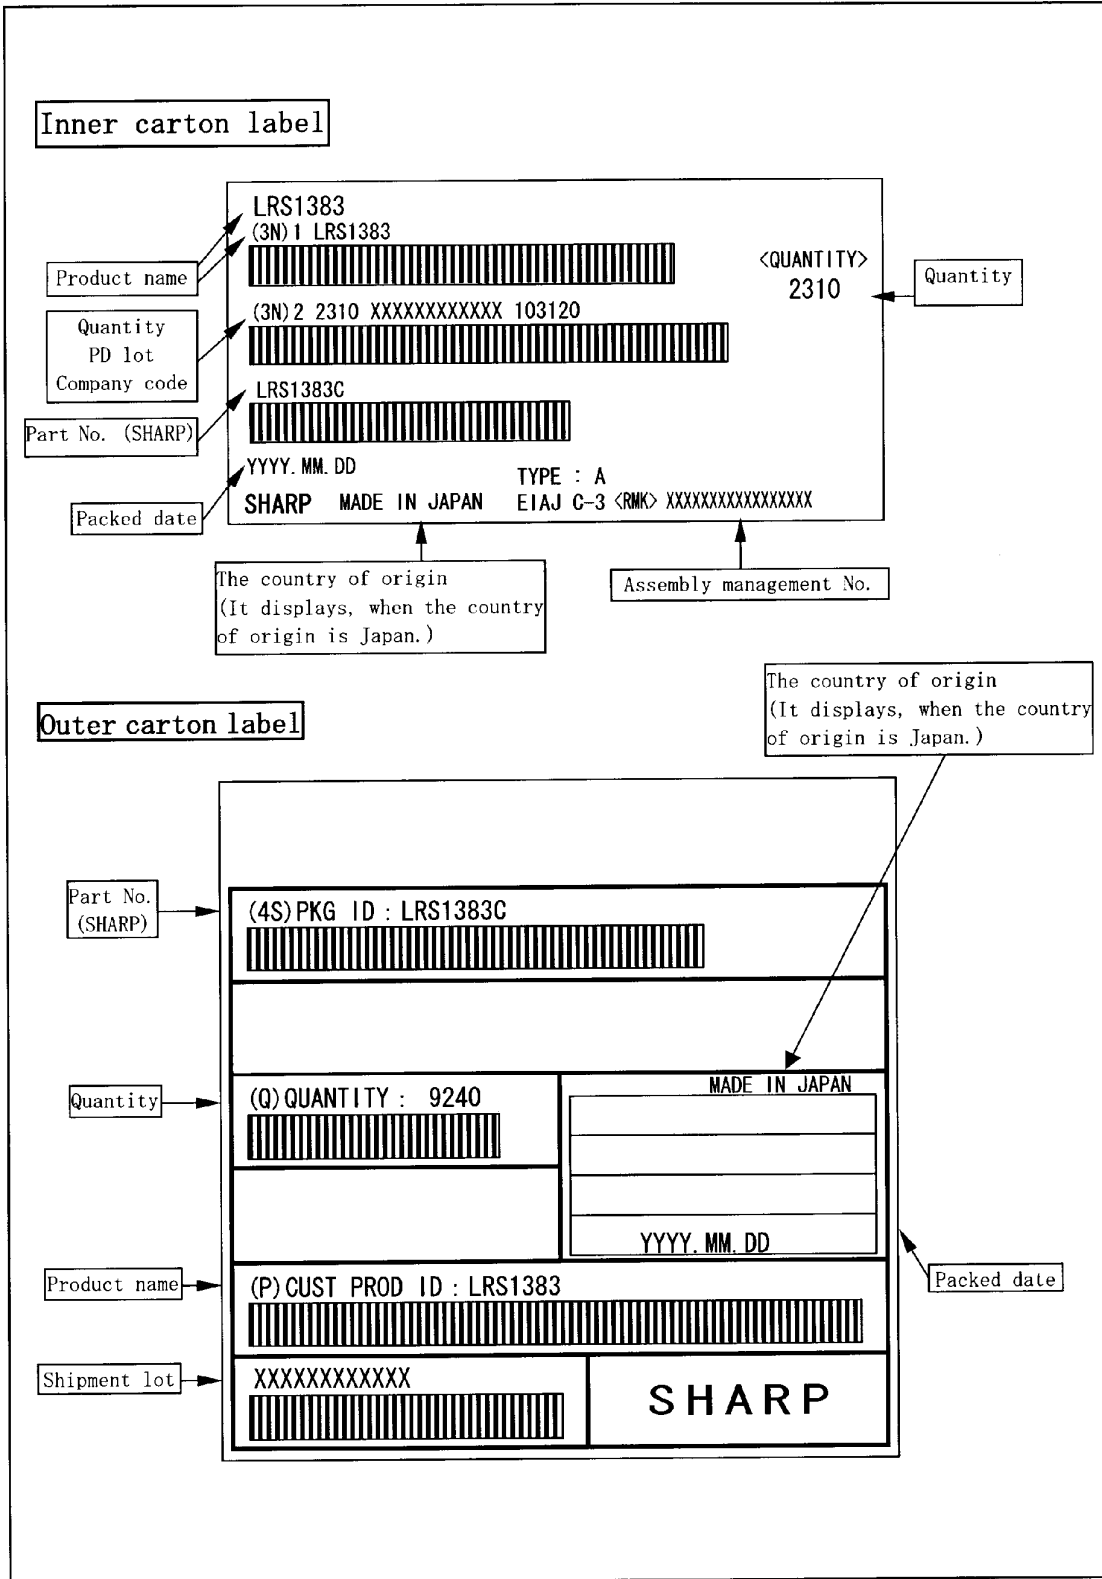 Inner carton label
LRS1383
(3N)1 LRS1383
<QUANTITY>
2310
Product name
Quantity
(3N)2 2310 XXXXXXXXXXXX 103120
Quantity
PD lot
Company code
LRS1383C
Part No. (SHARP)
YYYY.MM.DD
TYPE : A
SHARP MADE IN JAPAN EIAJ C-3 <RMK> XXXXXXXXXXXXXXXXX
Packed date
The country of origin
(It displays, when the country
of origin is Japan.)
Assembly management No.
The country of origin
(It displays, when the country
of origin is Japan.)
Outer carton label
Part No.
(SHARP)
(4S)PKG ID : LRS1383C
MADE IN JAPAN
Quantity
(Q)QUANTITY : 9240
YYYY.MM.DD
Packed date
Product name
(P)CUST PROD ID : LRS1383
Shipment lot
XXXXXXXXXXXX
SHARP